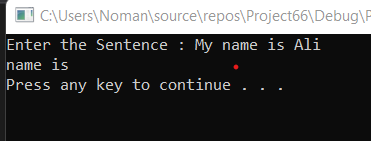 C:\Users\Noman\source\repos\Project66\Debug\
Enter the Sentence : My name is Ali
name is
Press any key to continue . . .